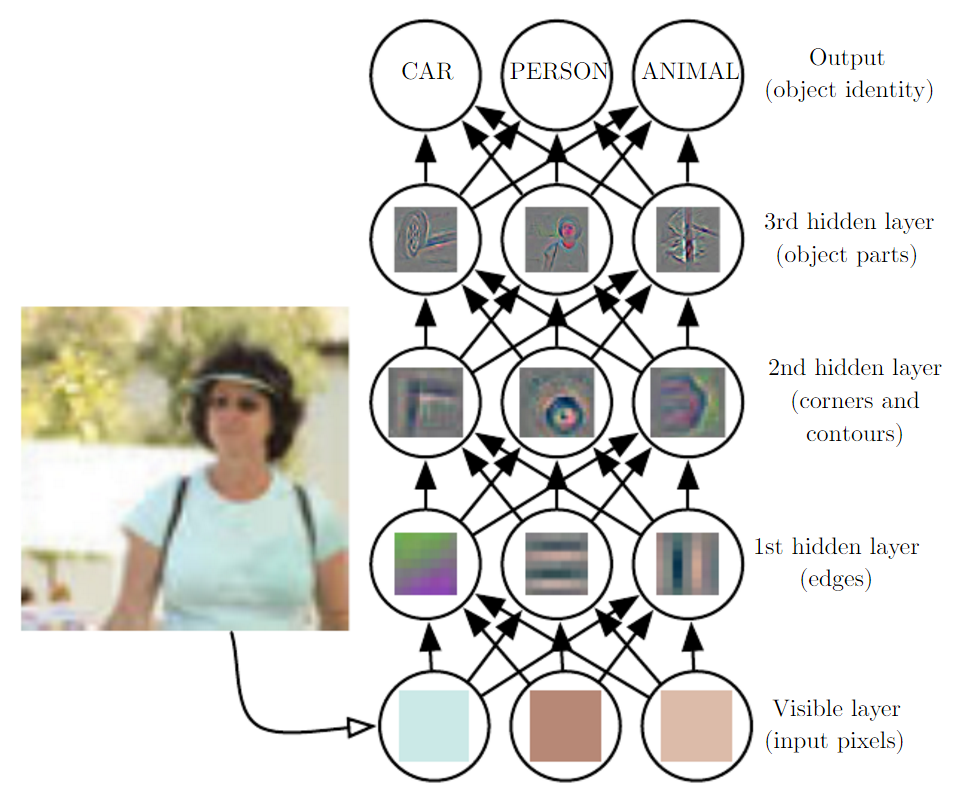 CAR
PERSON
ANIMAL
Output
(object identity)
3rd hidden layer
(object parts)
2nd hidden layer
(corners and
contours)
1st hidden layer
(edges)
Visible layer
(input pixels)